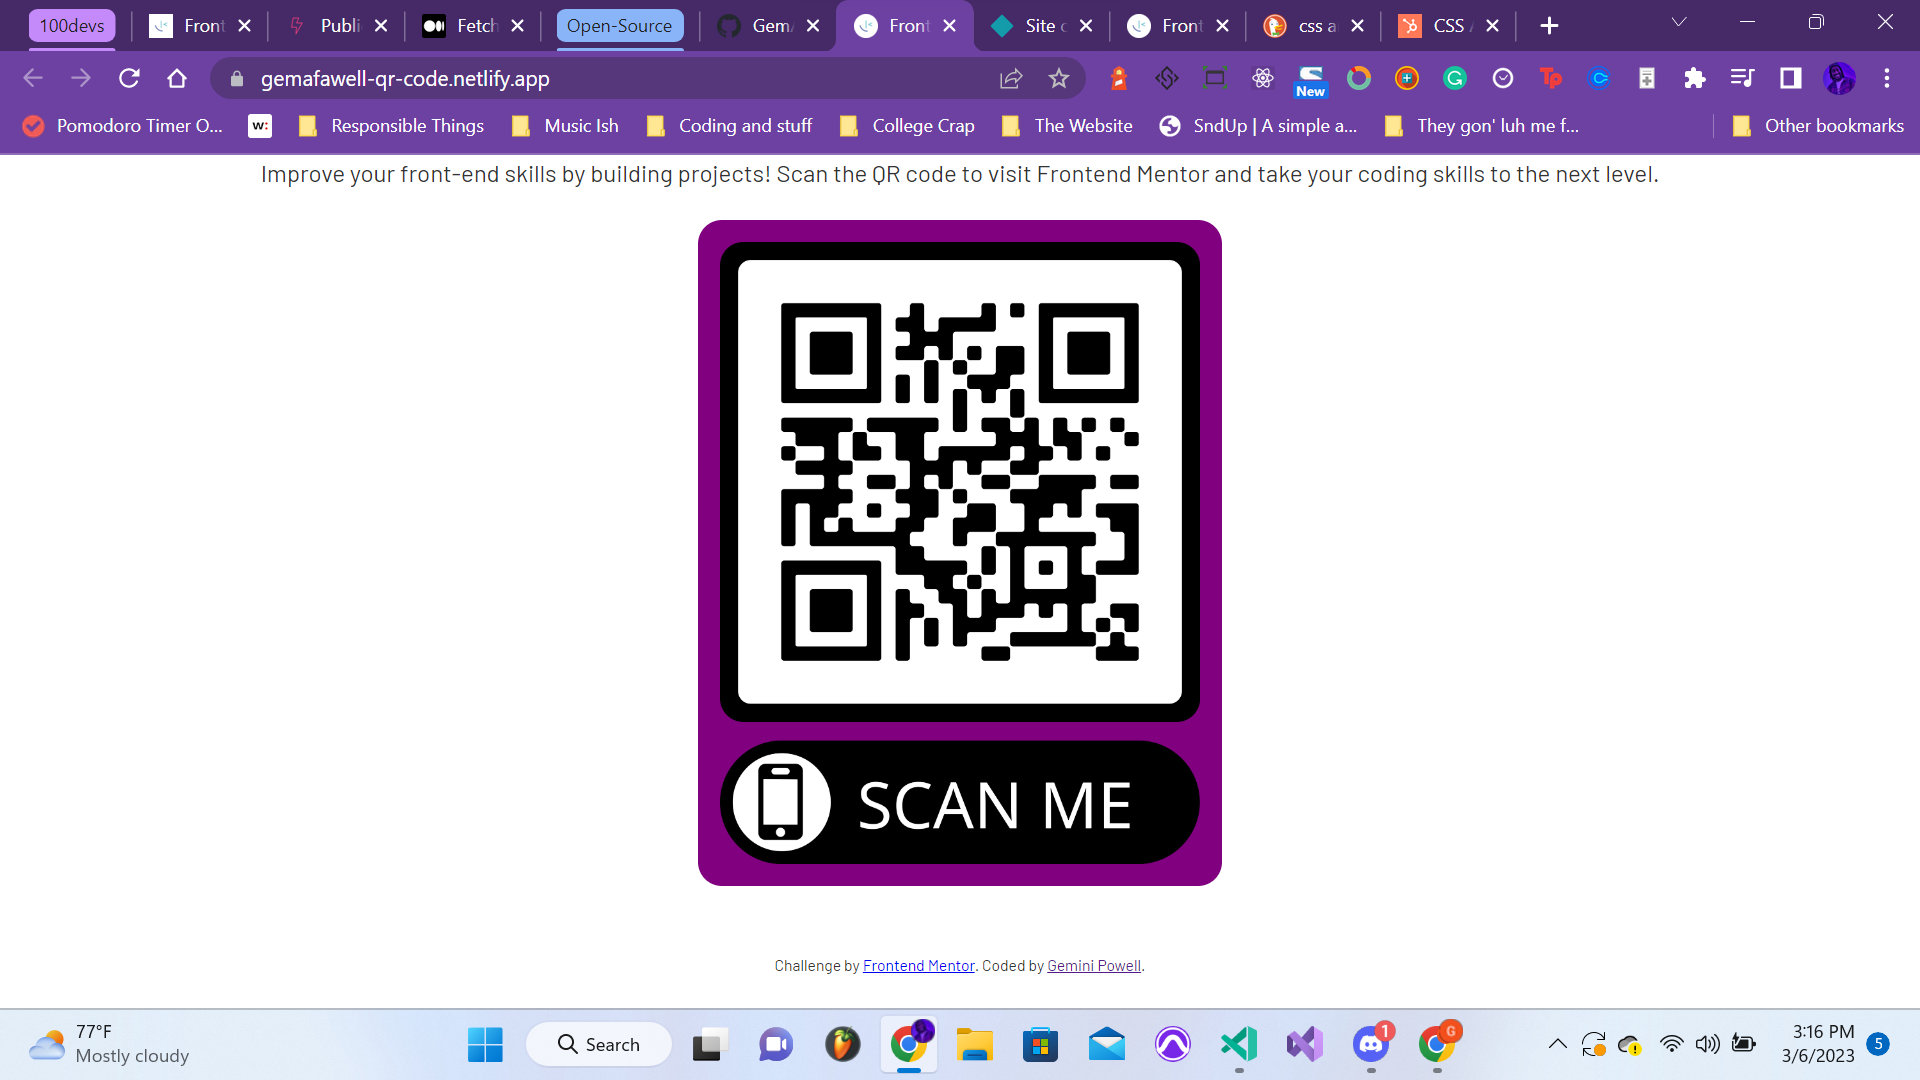 100devs Front Publi Fetch Open-Source Gem Front Site c Front css a CSS
gemafawell-qr-code.netlify.app
New
Pomodoro Timer O... w: Responsible Things Music Ish Coding and stuff College Crap The Website SndUp | A simple a... They gon' luh me f... Other bookmarks
Improve your front-end skills by building projects! Scan the QR code to visit Frontend Mentor and take your coding skills to the next level.
SCAN ME
Challenge by Frontend Mentor. Coded by Gemini Powell.
77°F
Mostly cloudy
Search
1
G
3:16 PM
3/6/2023
5